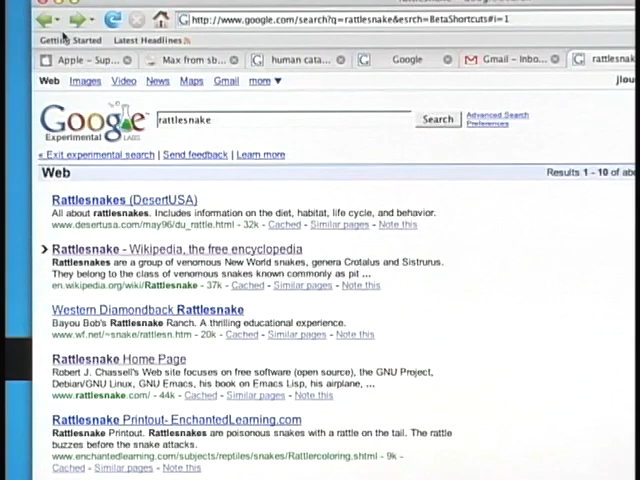 http://www.google.com/search?q=rattlesnake&esrch=BetaShortcuts#i=1
Getting Started Latest Headlines
Apple – Sup... Max from sb... human cata... Google Gmail – Inbo... rattlesnak
Web Images Video News Maps Gmail more ▼ jlou
Google Experimental LABS
rattlesnake Search Advanced Search
Preferences
« Exit experimental search | Send feedback | Learn more
Web Results 1 - 10 of abo
Rattlesnakes (DesertUSA)
All about rattlesnakes. Includes information on the diet, habitat, life cycle, and behavior.
www.desertusa.com/may96/du_rattle.html - 32k - Cached - Similar pages - Note this
Rattlesnake - Wikipedia, the free encyclopedia
Rattlesnakes are a group of venomous New World snakes, genera Crotalus and Sistrurus.
They belong to the class of venomous snakes known commonly as pit ...
en.wikipedia.org/wiki/Rattlesnake - 37k - Cached - Similar pages - Note this
Western Diamondback Rattlesnake
Bayou Bob's Rattlesnake Ranch. A thrilling educational experience.
www.wf.net/~snake/rattlesn.htm - 20k - Cached - Similar pages - Note this
Rattlesnake Home Page
Robert J. Chassell's Web site focuses on free software (open source), the GNU Project,
Debian/GNU Linux, GNU Emacs, his book on Emacs Lisp, his airplane, ...
www.rattlesnake.com/ - 44k - Cached - Similar pages - Note this
Rattlesnake Printout- EnchantedLearning.com
Rattlesnake Printout. Rattlesnakes are poisonous snakes with a rattle on the tail. The rattle
buzzes before the snake attacks.
www.enchantedlearning.com/subjects/reptiles/snakes/Rattlercoloring.shtml - 9k -
Cached - Similar pages - Note this